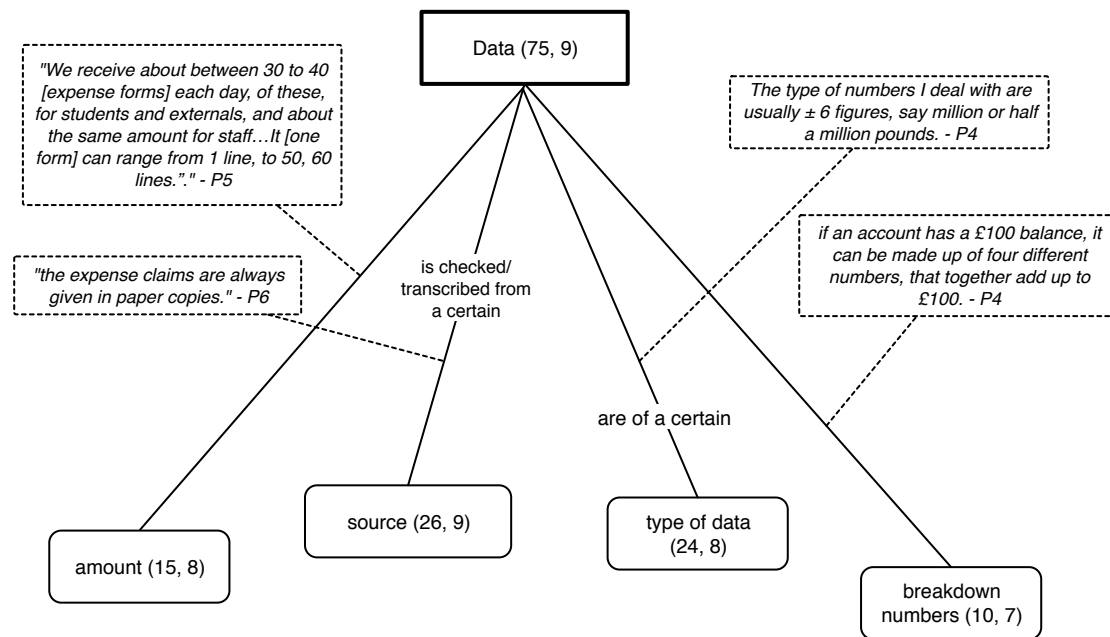 Data (75, 9)
"We receive about between 30 to 40
[expense forms] each day, of these,
for students and externals, and about
the same amount for staff…It [one
form] can range from 1 line, to 50, 60
lines.”." - P5
The type of numbers I deal with are
usually ± 6 figures, say million or half
a million pounds. - P4
if an account has a £100 balance, it
can be made up of four different
numbers, that together add up to
£100. - P4
"the expense claims are always
given in paper copies." - P6
is checked/
transcribed from
a certain
are of a certain
amount (15, 8)
source (26, 9)
type of data
(24, 8)
breakdown
numbers (10, 7)